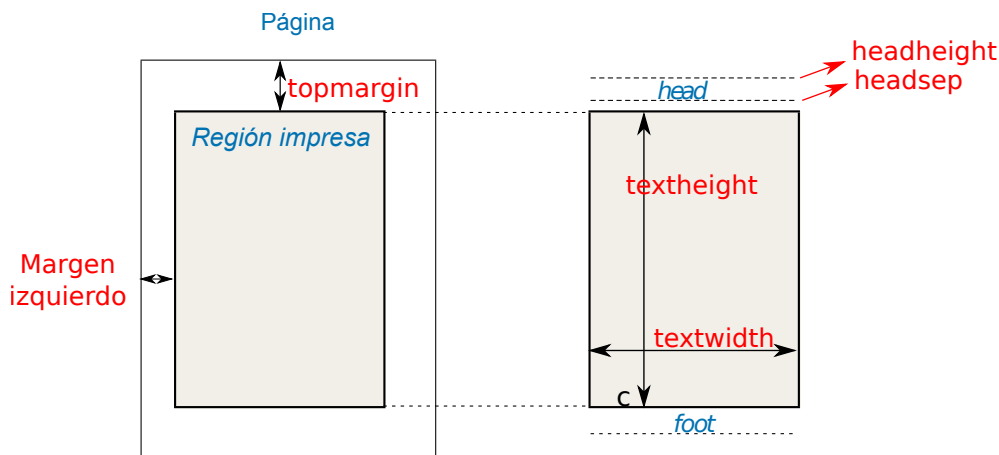 Página
topmargin
Región impresa
Margen
izquierdo
headheight
headsep
head
textheight
textwidth
c
foot